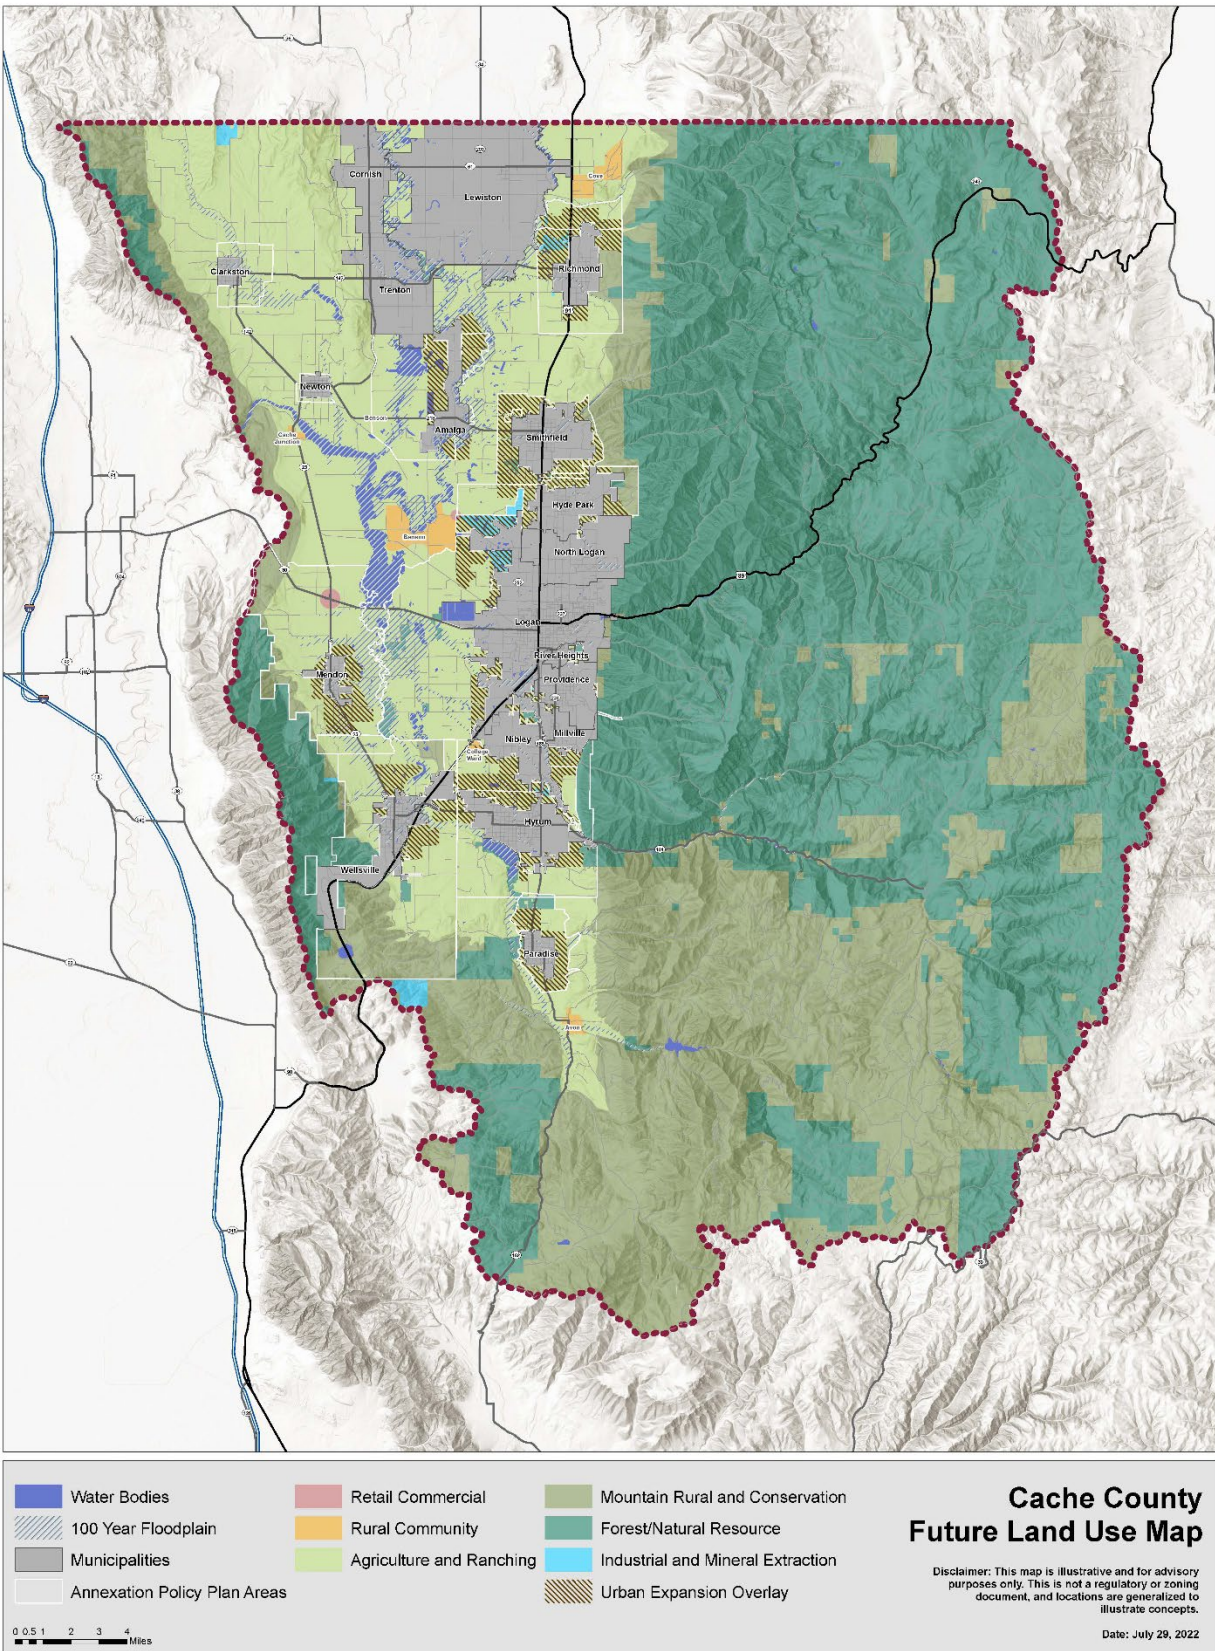 Cornish
Lewiston
Cove
Clarkston
Richmond
Trenton
Newton
Benson
Amalga
Cache
Junction
Smithfield
Hyde Park
Benson
North Logan
Logan
River Heights
Providence
Mendon
Nibley
Millville
College
Ward
Hyrum
Wellsville
Paradise
Avon
Water Bodies
100 Year Floodplain
Municipalities
Annexation Policy Plan Areas
Retail Commercial
Rural Community
Agriculture and Ranching
Mountain Rural and Conservation
Forest/Natural Resource
Industrial and Mineral Extraction
Urban Expansion Overlay
Cache County
Future Land Use Map
Disclaimer: This map is illustrative and for advisory
purposes only. This is not a regulatory or zoning
document, and locations are generalized to
illustrate concepts.
Date: July 29, 2022
0 0.5 1 2 3 4
Miles